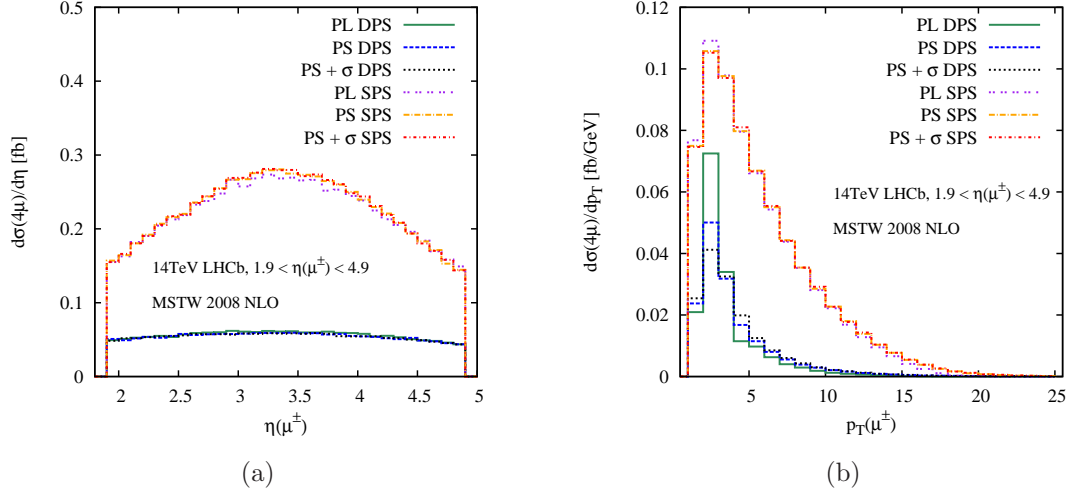 0.5
0.4
0.3
0.2
0.1
0
2
2.5
3
3.5
4
4.5
5
dσ(4μ)/dη [fb]
η(μ±)
PL DPS
PS DPS
PS + σ DPS
PL SPS
PS SPS
PS + σ SPS
14TeV LHCb, 1.9 < η(μ±) < 4.9
MSTW 2008 NLO
(a)
0.12
0.1
0.08
0.06
0.04
0.02
0
5
10
15
20
25
dσ(4μ)/dpT [fb/GeV]
pT(μ±)
PL DPS
PS DPS
PS + σ DPS
PL SPS
PS SPS
PS + σ SPS
14TeV LHCb, 1.9 < η(μ±) < 4.9
MSTW 2008 NLO
(b)